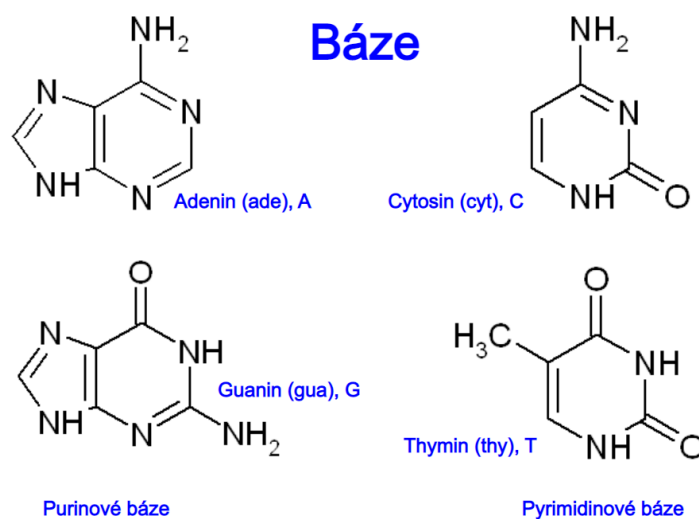 Báze
NH2
N
N
NH
N
Adenin (ade), A
NH2
N
NH
O
Cytosin (cyt), C
O
N
NH
NH
N
NH2
Guanin (gua), G
O
H3C
NH
NH
O
Thymin (thy), T
Purinové báze
Pyrimidinové báze